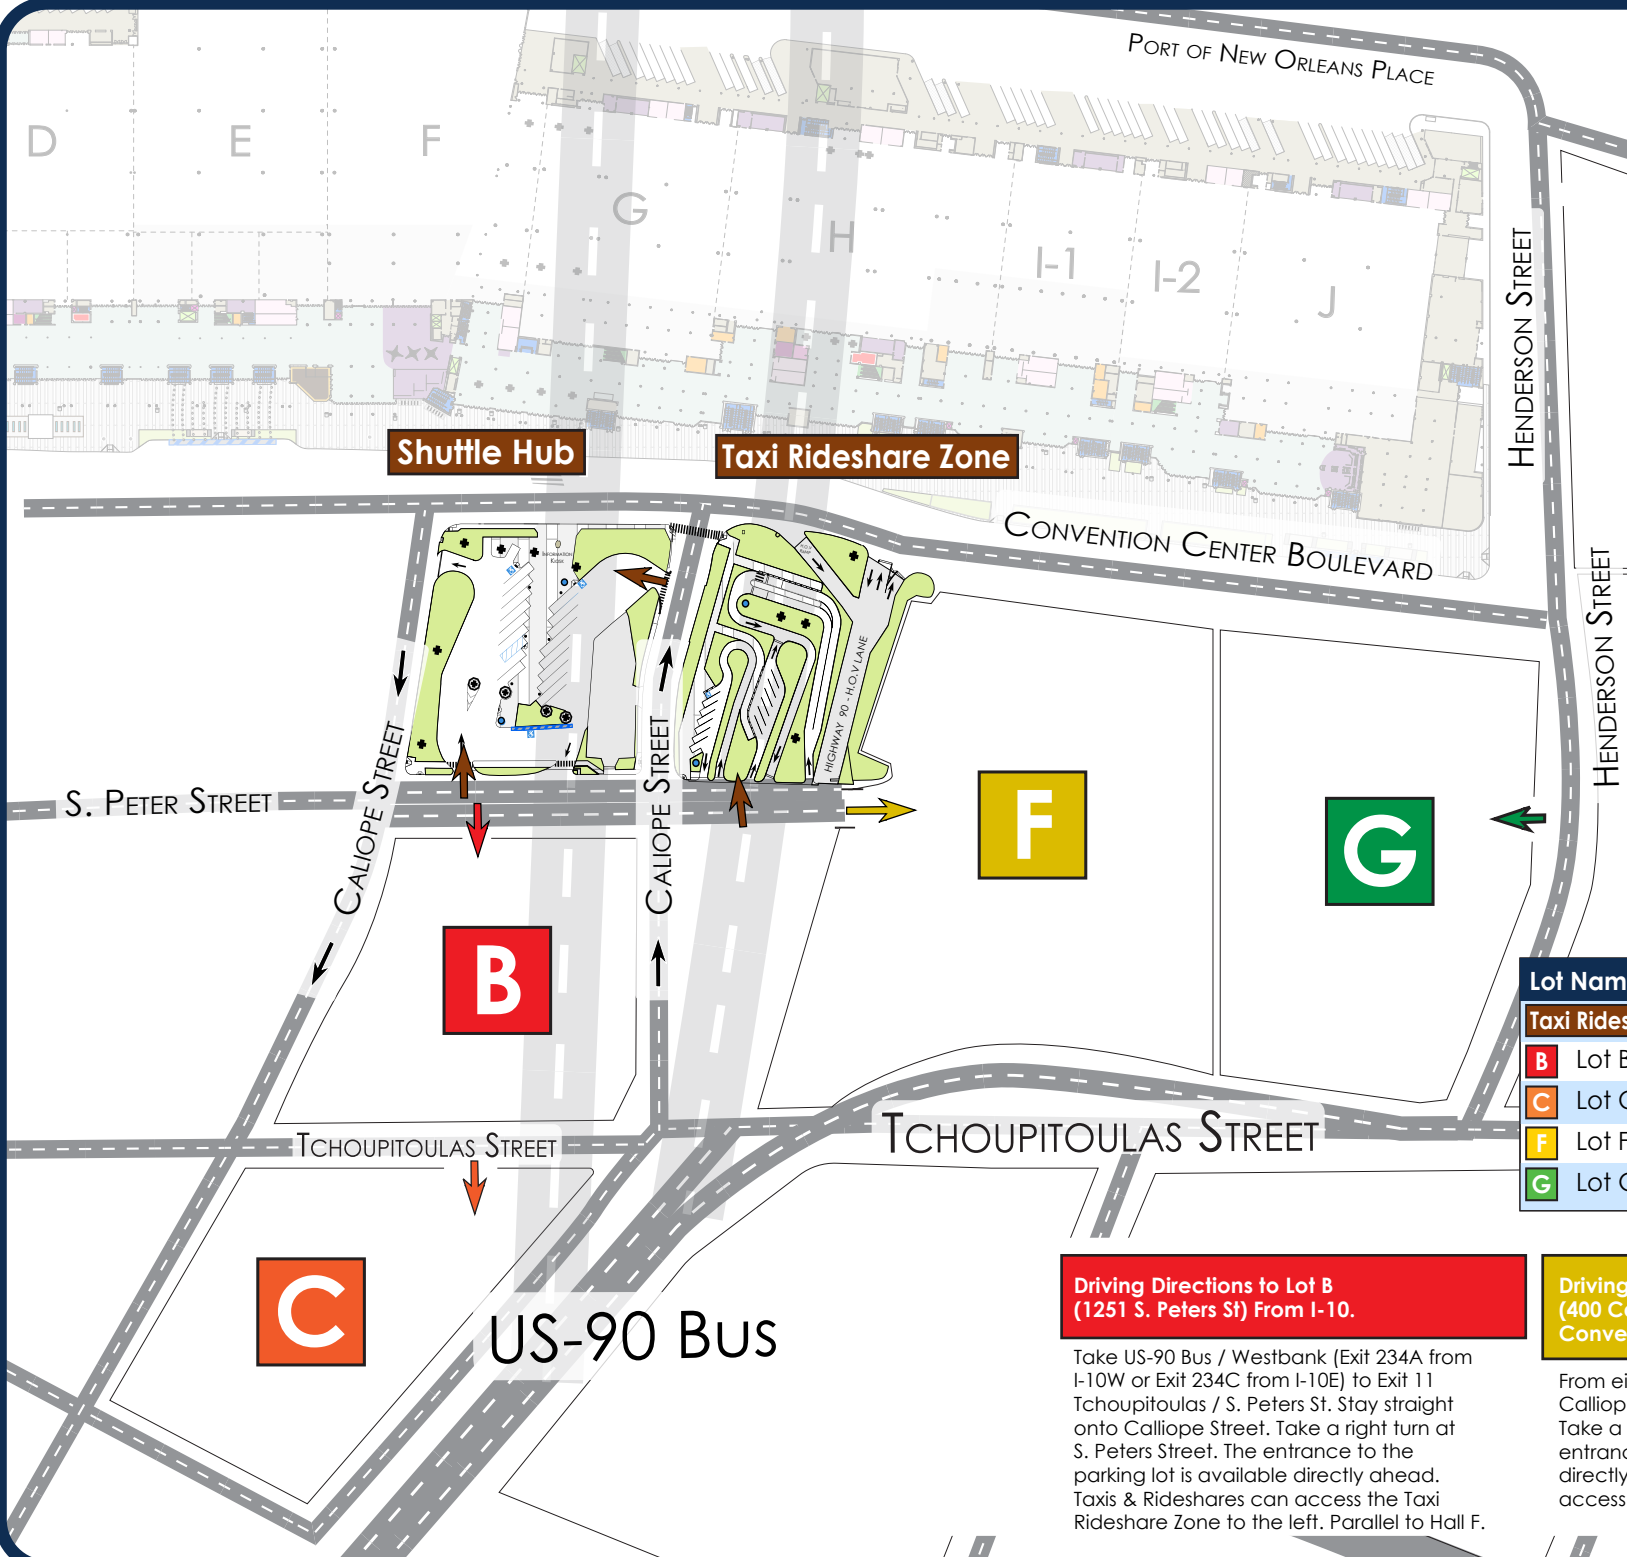 PORT OF NEW ORLEANS PLACE
D
E
F
G
H
I-1
I-2
J
HENDERSON STREET
Shuttle Hub
Taxi Rideshare Zone
CONVENTION CENTER BOULEVARD
INFORMATION
KIOSK
HENDERSON STREET
HIGHWAY 90 - H.O.V LANE
S. PETER STREET
CALIOPE STREET
CALIOPE STREET
F
G
B
Lot Nam
Taxi Rides
B Lot B
C Lot C
F Lot F
G Lot G
TCHOUPITOULAS STREET
TCHOUPITOULAS STREET
C
US-90 BUS
Driving Directions to Lot B
(1251 S. Peters St) From I-10.
Take US-90 Bus / Westbank (Exit 234A from
I-10W or Exit 234C from I-10E) to Exit 11
Tchoupitoulas / S. Peters St. Stay straight
onto Calliope Street. Take a right turn at
S. Peters Street. The entrance to the
parking lot is available directly ahead.
Taxis & Rideshares can access the Taxi
Rideshare Zone to the left. Parallel to Hall F.
Driving
(400 C
Conve
From ei
Calliop
Take a
entranc
directly
access